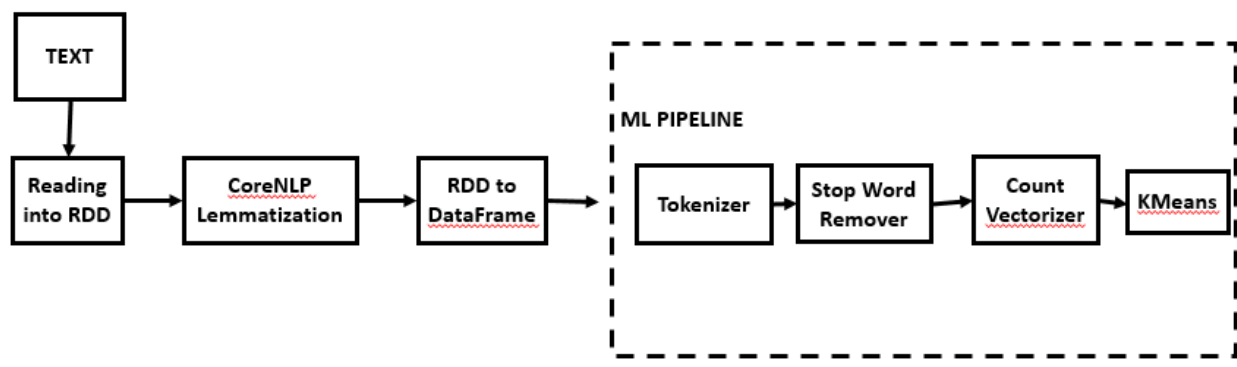 TEXT
Reading
into RDD
CoreNLP
Lemmatization
RDD to
DataFrame
ML PIPELINE
Tokenizer
Stop Word
Remover
Count
Vectorizer
KMeans